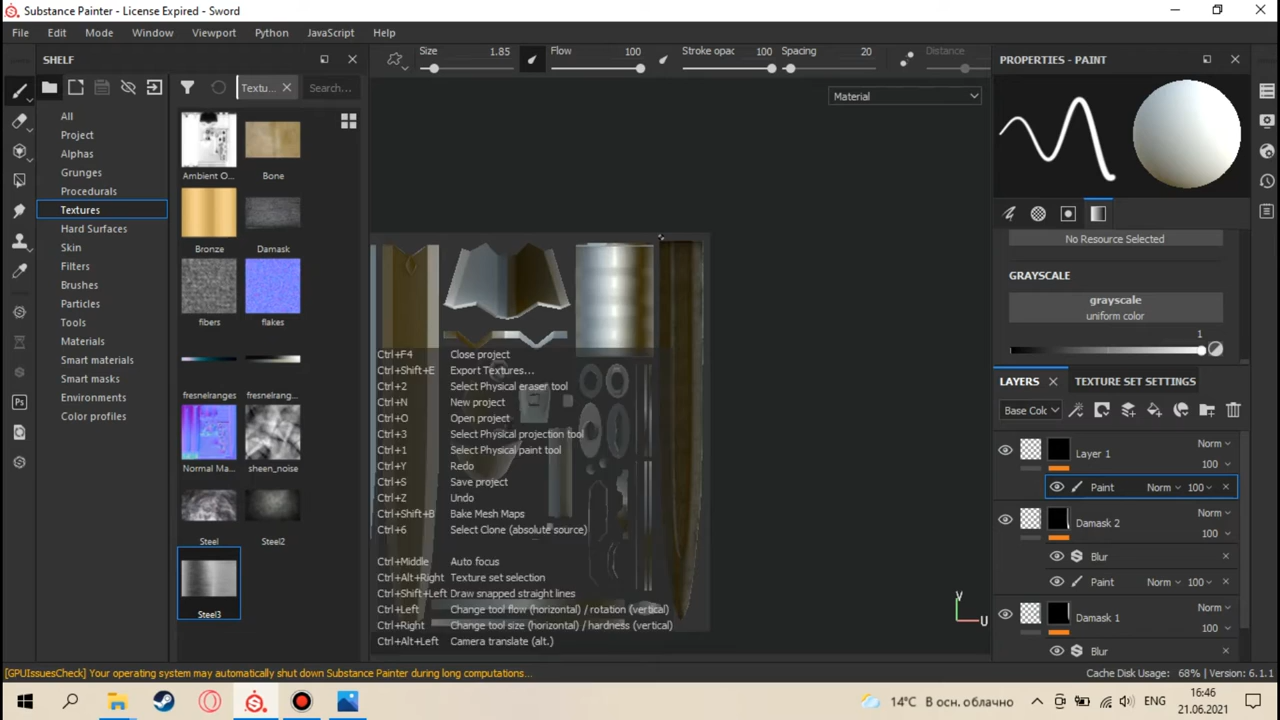 Substance Painter - License Expired - Sword
File Edit Mode Window Viewport Python JavaScript Help
SHELF
Size 1.85 Flow 100 Stroke opac 100 Spacing 20 Distance
Textu... Search...
Material
All
Project
Alphas
Grunges
Procedurals
Textures
Hard Surfaces
Skin
Filters
Brushes
Particles
Tools
Materials
Smart materials
Smart masks
Environments
Color profiles
Ambient O... Bone
Bronze Damask
fibers flakes
fresnelranges fresnelrang...
Normal Ma... sheen_noise
Steel Steel2
Steel3
Ctrl+F4 Close project
Ctrl+Shift+E Export Textures...
Ctrl+2 Select Physical eraser tool
Ctrl+N New project
Ctrl+O Open project
Ctrl+3 Select Physical projection tool
Ctrl+1 Select Physical paint tool
Ctrl+Y Redo
Ctrl+S Save project
Ctrl+Z Undo
Ctrl+Shift+B Bake Mesh Maps
Ctrl+6 Select Clone (absolute source)
Ctrl+Middle Auto focus
Ctrl+Alt+Right Texture set selection
Ctrl+Shift+Left Draw snapped straight lines
Ctrl+Left Change tool flow (horizontal) / rotation (vertical)
Ctrl+Right Change tool size (horizontal) / hardness (vertical)
Ctrl+Alt+Left Camera translate (alt.)
y
U
PROPERTIES - PAINT
No Resource Selected
GRAYSCALE
grayscale
uniform color
1
LAYERS TEXTURE SET SETTINGS
Base Col
Layer 1 Norm 100
Paint Norm 100
Damask 2 Norm 100
Blur
Paint Norm 100
Damask 1 Norm 100
Blur
[GPUIssuesCheck] Your operating system may automatically shut down Substance Painter during long computations...
Cache Disk Usage: 68% | Version: 6.1.1
Ps
14°C В осн. облачно
ENG
16:46
21.06.2021